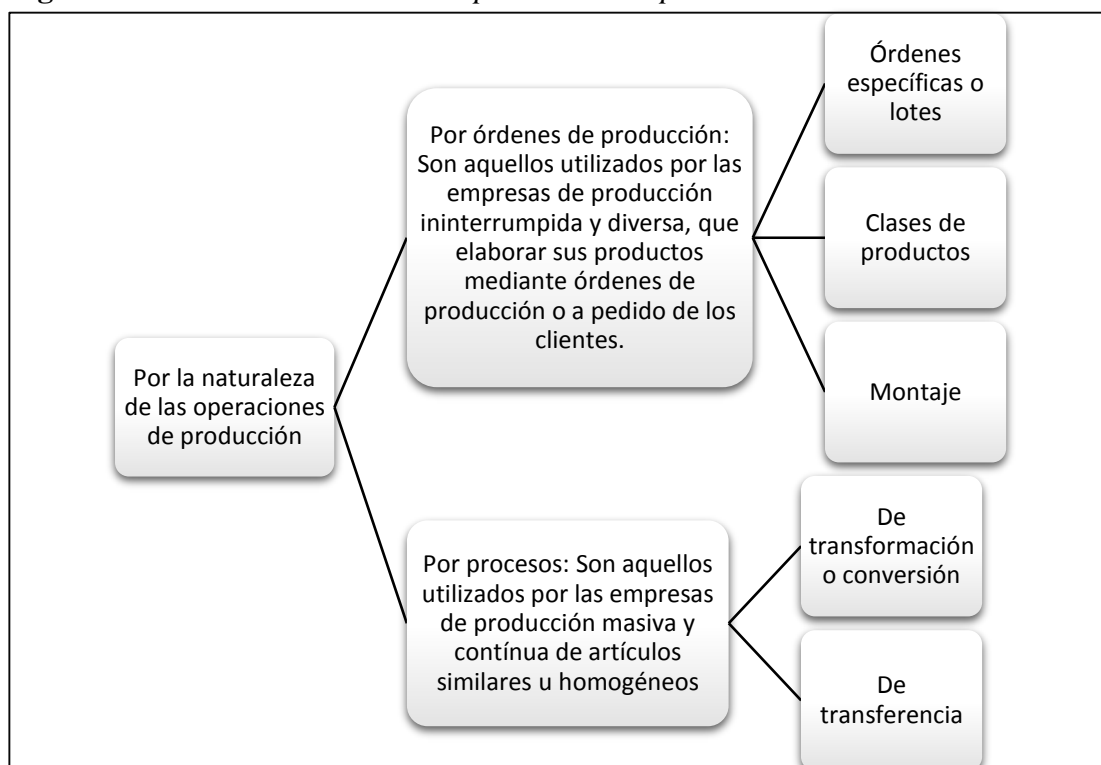 Por la naturaleza
de las operaciones
de producción
Por órdenes de producción:
Son aquellos utilizados por las
empresas de producción
ininterrumpida y diversa, que
elaborar sus productos
mediante órdenes de
producción o a pedido de los
clientes.
Órdenes
específicas o
lotes
Clases de
productos
Montaje
Por procesos: Son aquellos
utilizados por las empresas
de producción masiva y
contínua de artículos
similares u homogéneos
De
transformación
o conversión
De
transferencia